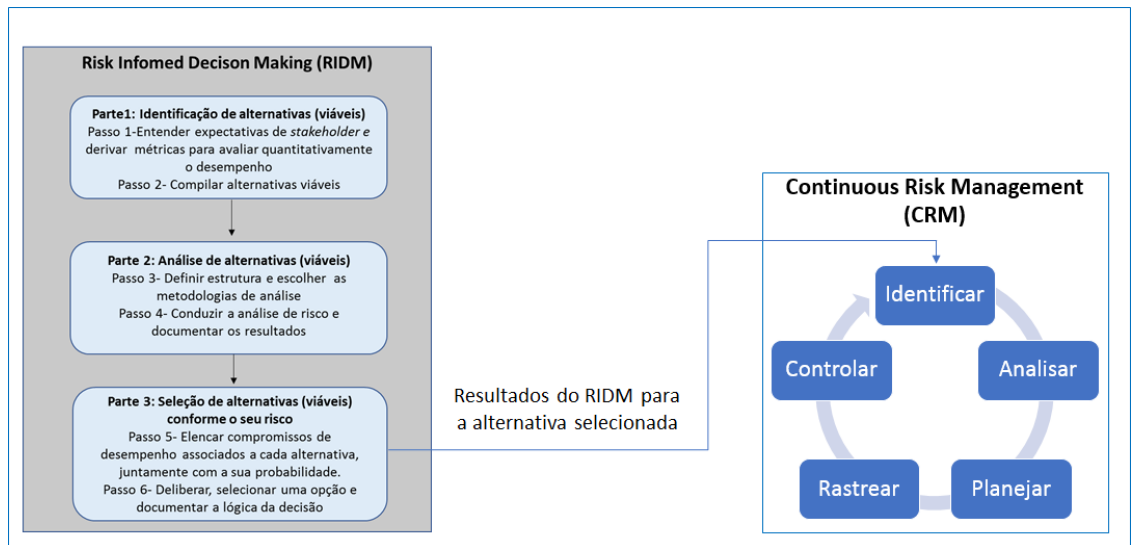 Risk Infomed Decison Making (RIDM)
Parte1: Identificação de alternativas (viáveis)
Passo 1-Entender expectativas de stakeholder e
derivar métricas para avaliar quantitativamente
o desempenho
Passo 2- Compilar alternativas viáveis
Parte 2: Análise de alternativas (viáveis)
Passo 3- Definir estrutura e escolher as
metodologias de análise
Passo 4- Conduzir a análise de risco e
documentar os resultados
Parte 3: Seleção de alternativas (viáveis)
conforme o seu risco
Passo 5- Elencar compromissos de
desempenho associados a cada alternativa,
juntamente com a sua probabilidade.
Passo 6- Deliberar, selecionar uma opção e
documentar a lógica da decisão
Resultados do RIDM para
a alternativa selecionada
Continuous Risk Management
(CRM)
Identificar
Analisar
Planejar
Rastrear
Controlar